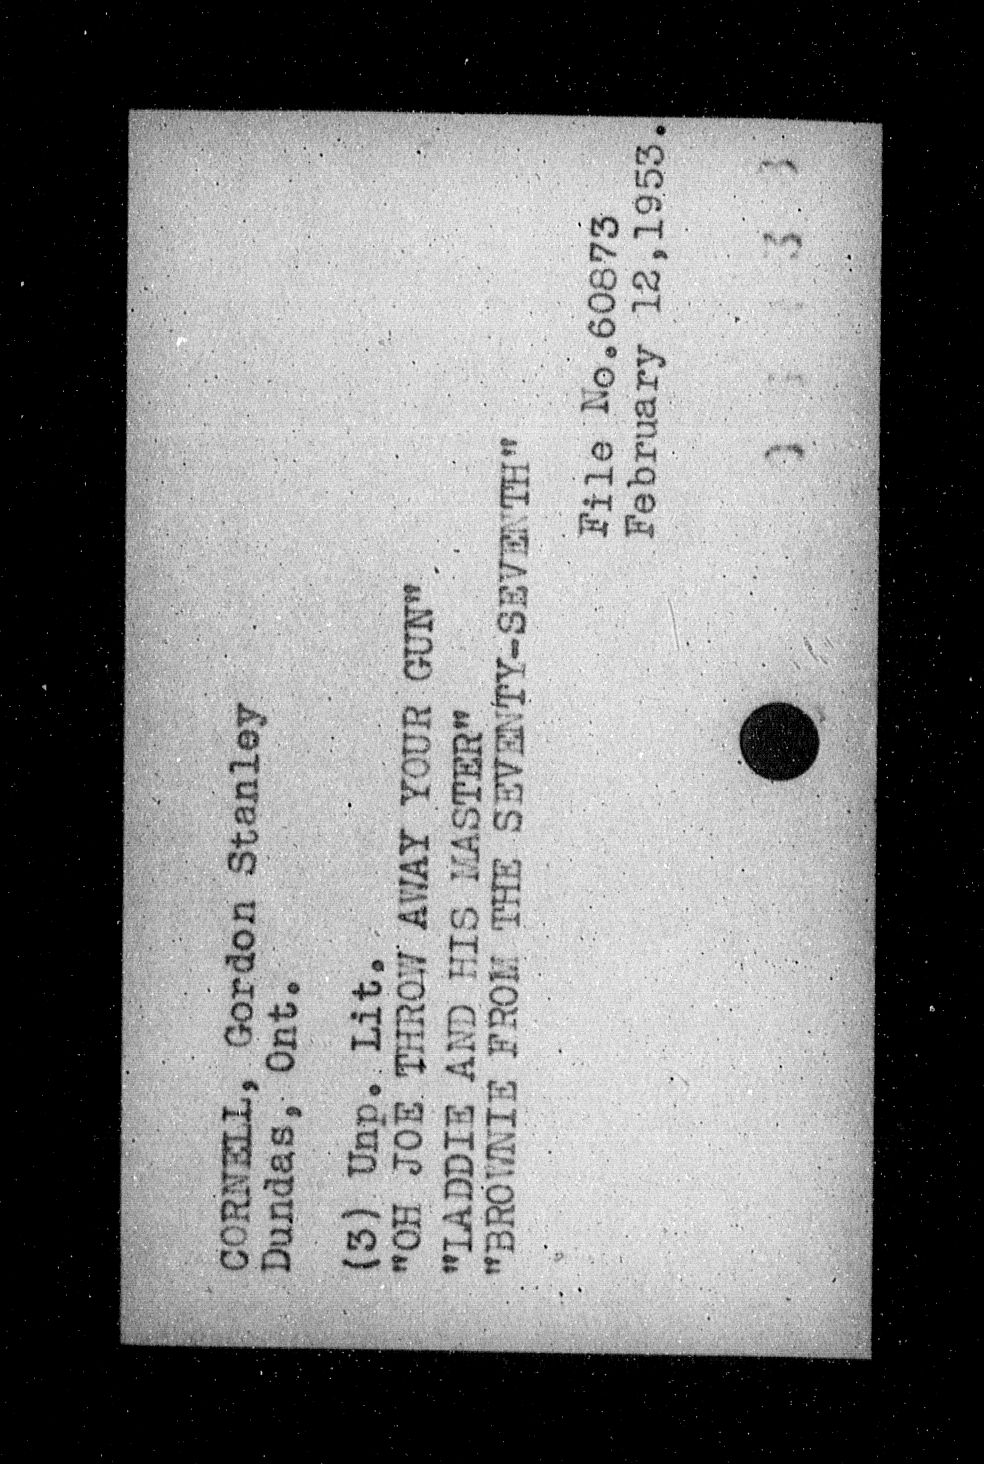 CORNELL, Gordon Stanley
Dundas, Ont.
(3) Unp. Lit.
"OH JOE THROW AWAY YOUR GUN"
"LADDIE AND HIS MASTER"
"BROWNIE FROM THE SEVENTY-SEVENTH"
File No.60873
February 12,1953.